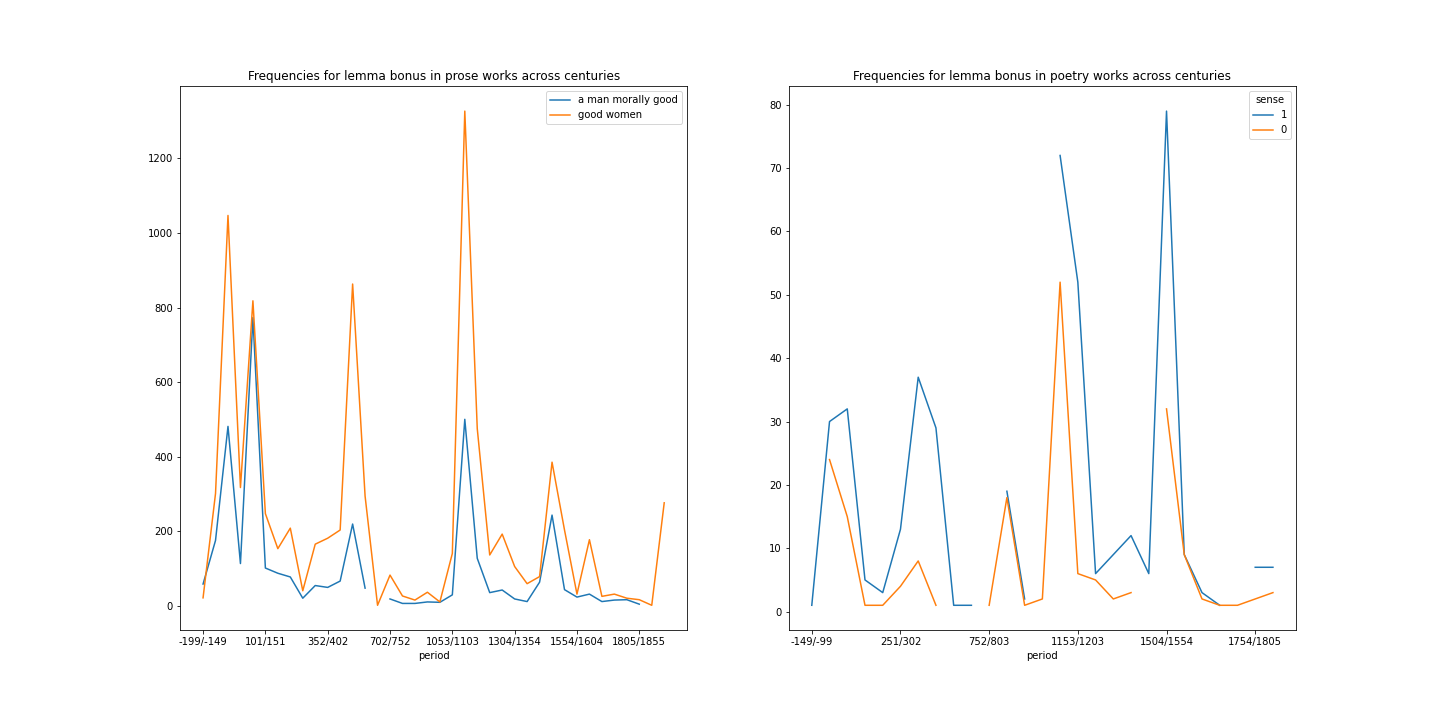 Frequencies for lemma bonus in prose works across centuries
a man morally good
good women
1200
1000
800
600
400
200
0
-199/-149 101/151 352/402 702/752 1053/1103 1304/1354 1554/1604 1805/1855
period
Frequencies for lemma bonus in poetry works across centuries
sense
1
0
80
70
60
50
40
30
20
10
0
-149/-99 251/302 752/803 1153/1203 1504/1554 1754/1805
period